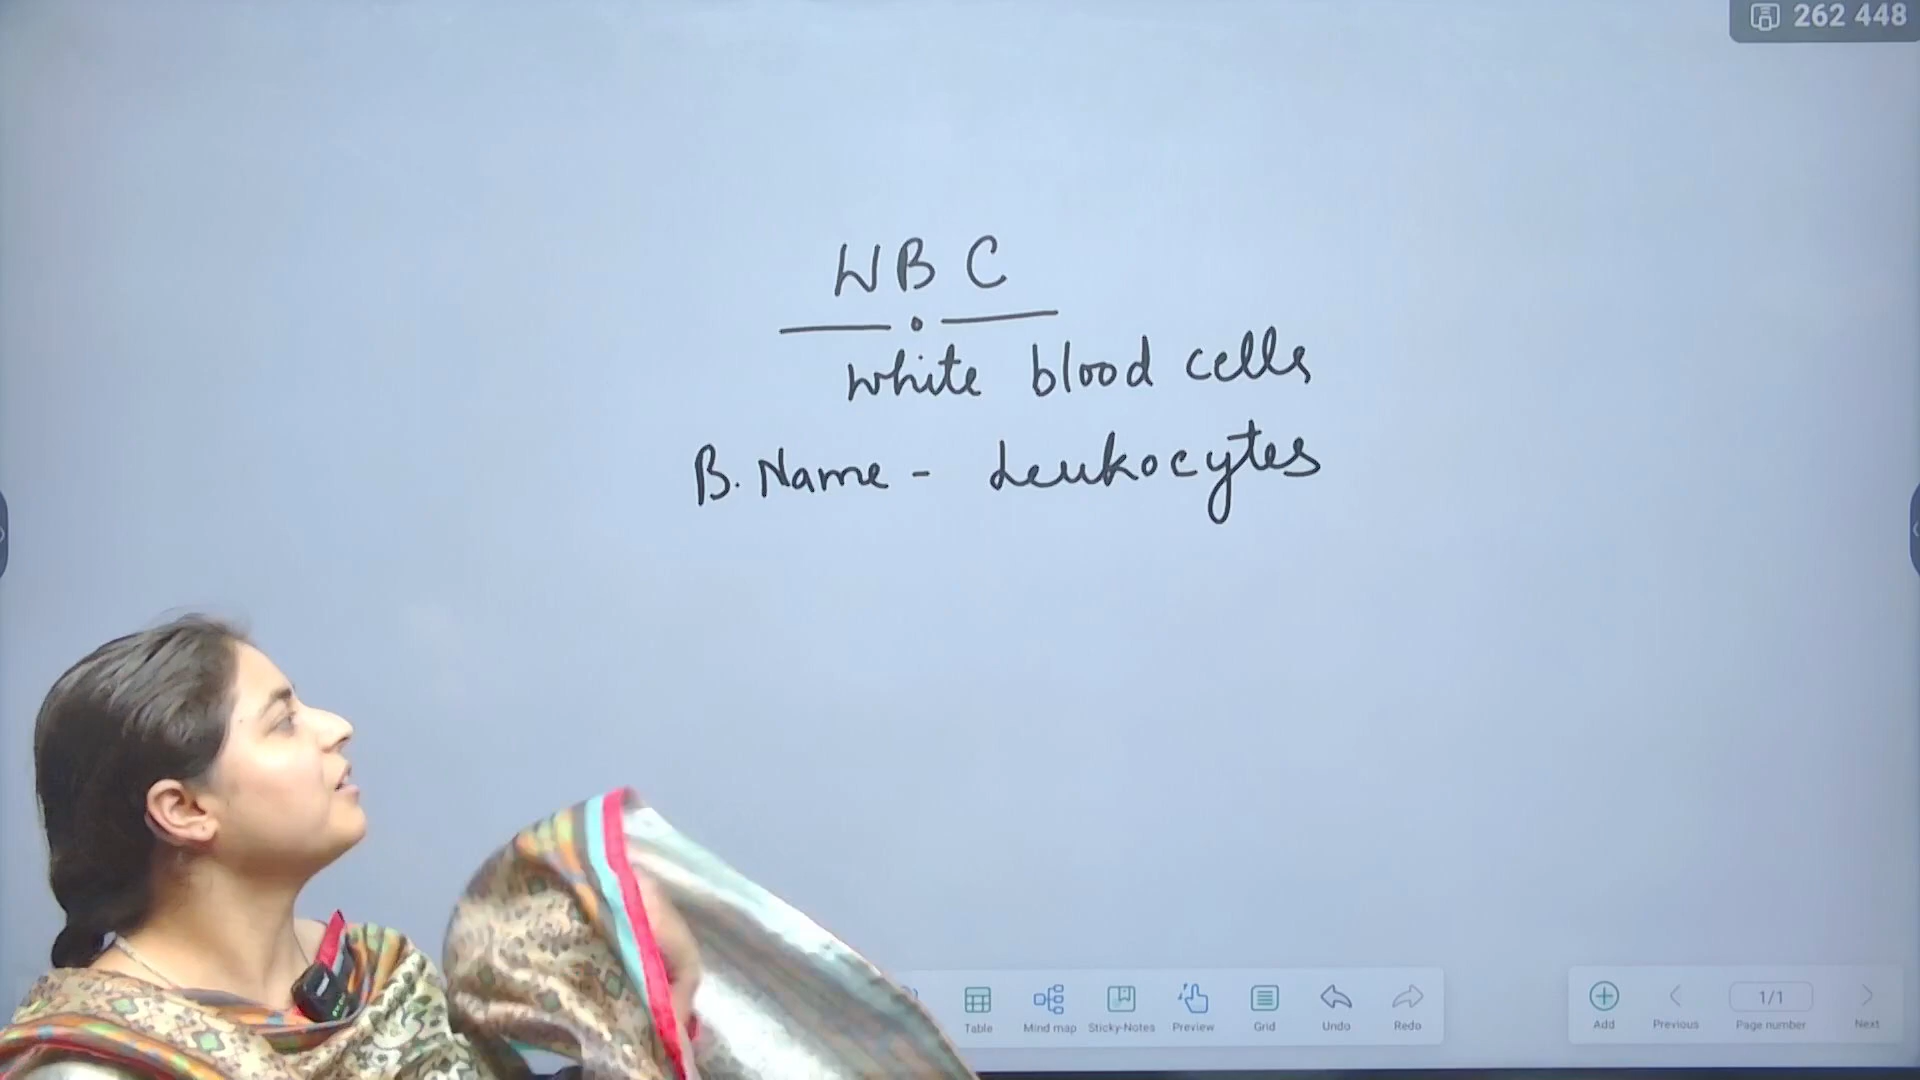 262 448
WBC
white blood cells
B. Name - Leukocytes
Table Mind map Sticky-Notes Preview Grid Undo Redo
Add Previous 1/1 Page number Next